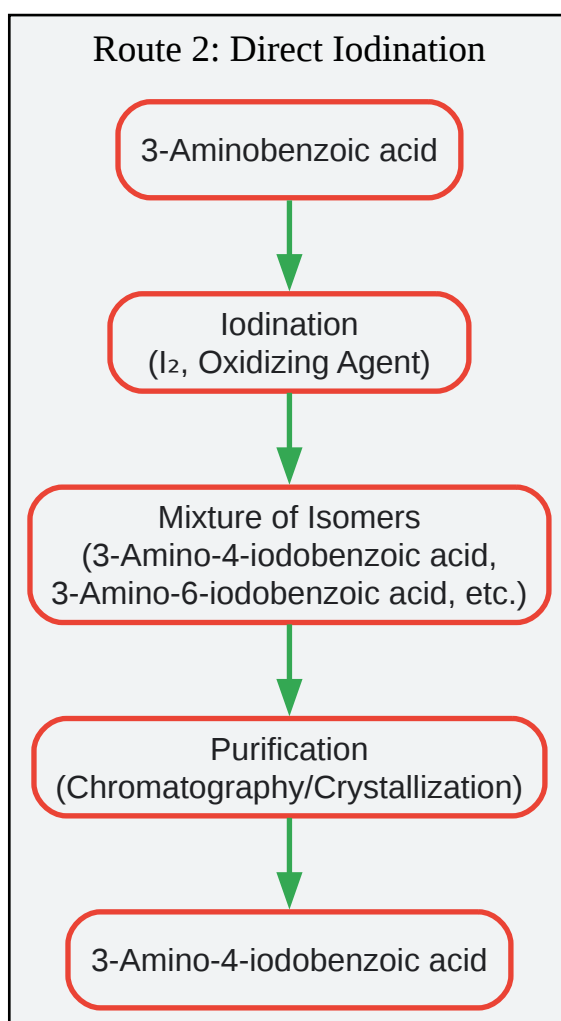 Route 2: Direct Iodination
3-Aminobenzoic acid
Iodination
(I₂, Oxidizing Agent)
Mixture of Isomers
(3-Amino-4-iodobenzoic acid,
3-Amino-6-iodobenzoic acid, etc.)
Purification
(Chromatography/Crystallization)
3-Amino-4-iodobenzoic acid